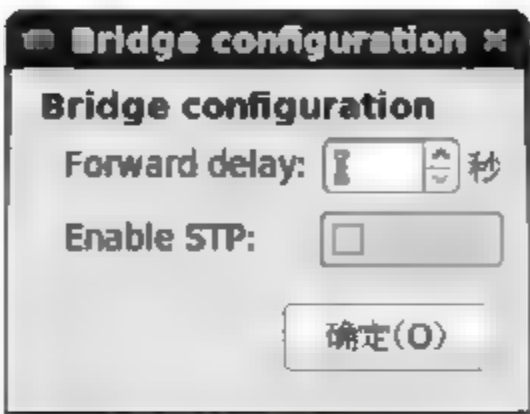 Bridge configuration
Bridge configuration
Forward delay: 秒
Enable STP:
确定(O)